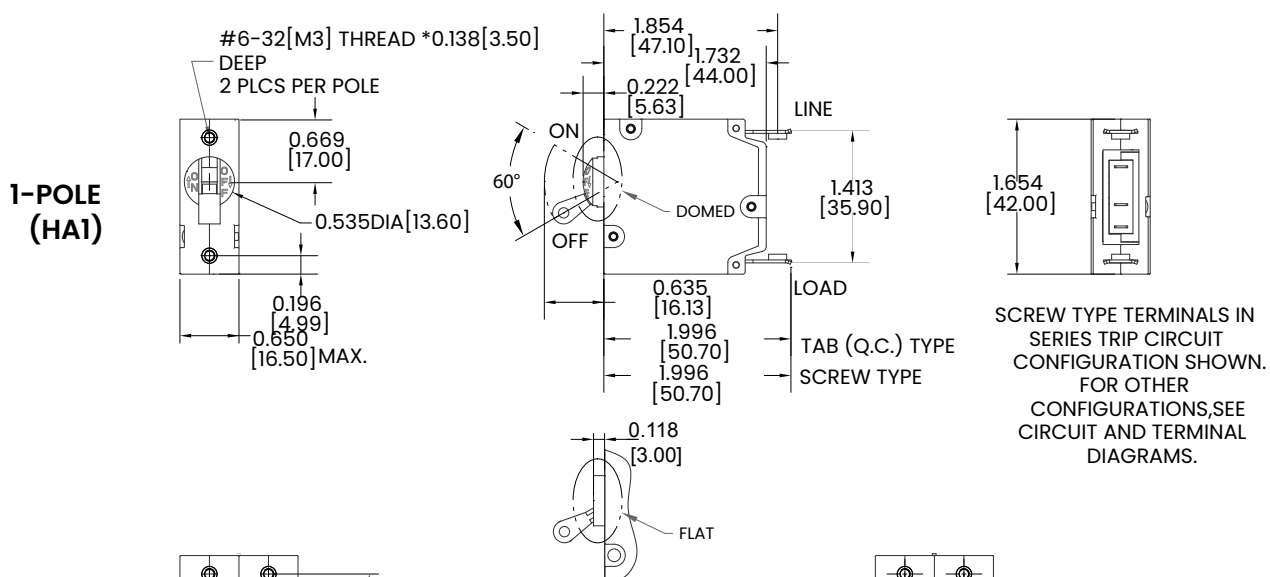 #6-32[M3] THREAD *0.138[3.50]
DEEP
2 PLCS PER POLE
1-POLE
(HA1)
0.669
[17.00]
ON
OFF
0.535DIA[13.60]
0.196
[4.99]
0.650
[16.50]MAX.
1.854
[47.10]
1.732
[44.00]
0.222
[5.63]
LINE
ON
60°
OFF
DOMED
1.413
[35.90]
LOAD
0.635
[16.13]
1.996
[50.70]
TAB (Q.C.) TYPE
1.996
[50.70]
SCREW TYPE
1.654
[42.00]
SCREW TYPE TERMINALS IN
SERIES TRIP CIRCUIT
CONFIGURATION SHOWN.
FOR OTHER
CONFIGURATIONS,SEE
CIRCUIT AND TERMINAL
DIAGRAMS.
0.118
[3.00]
FLAT